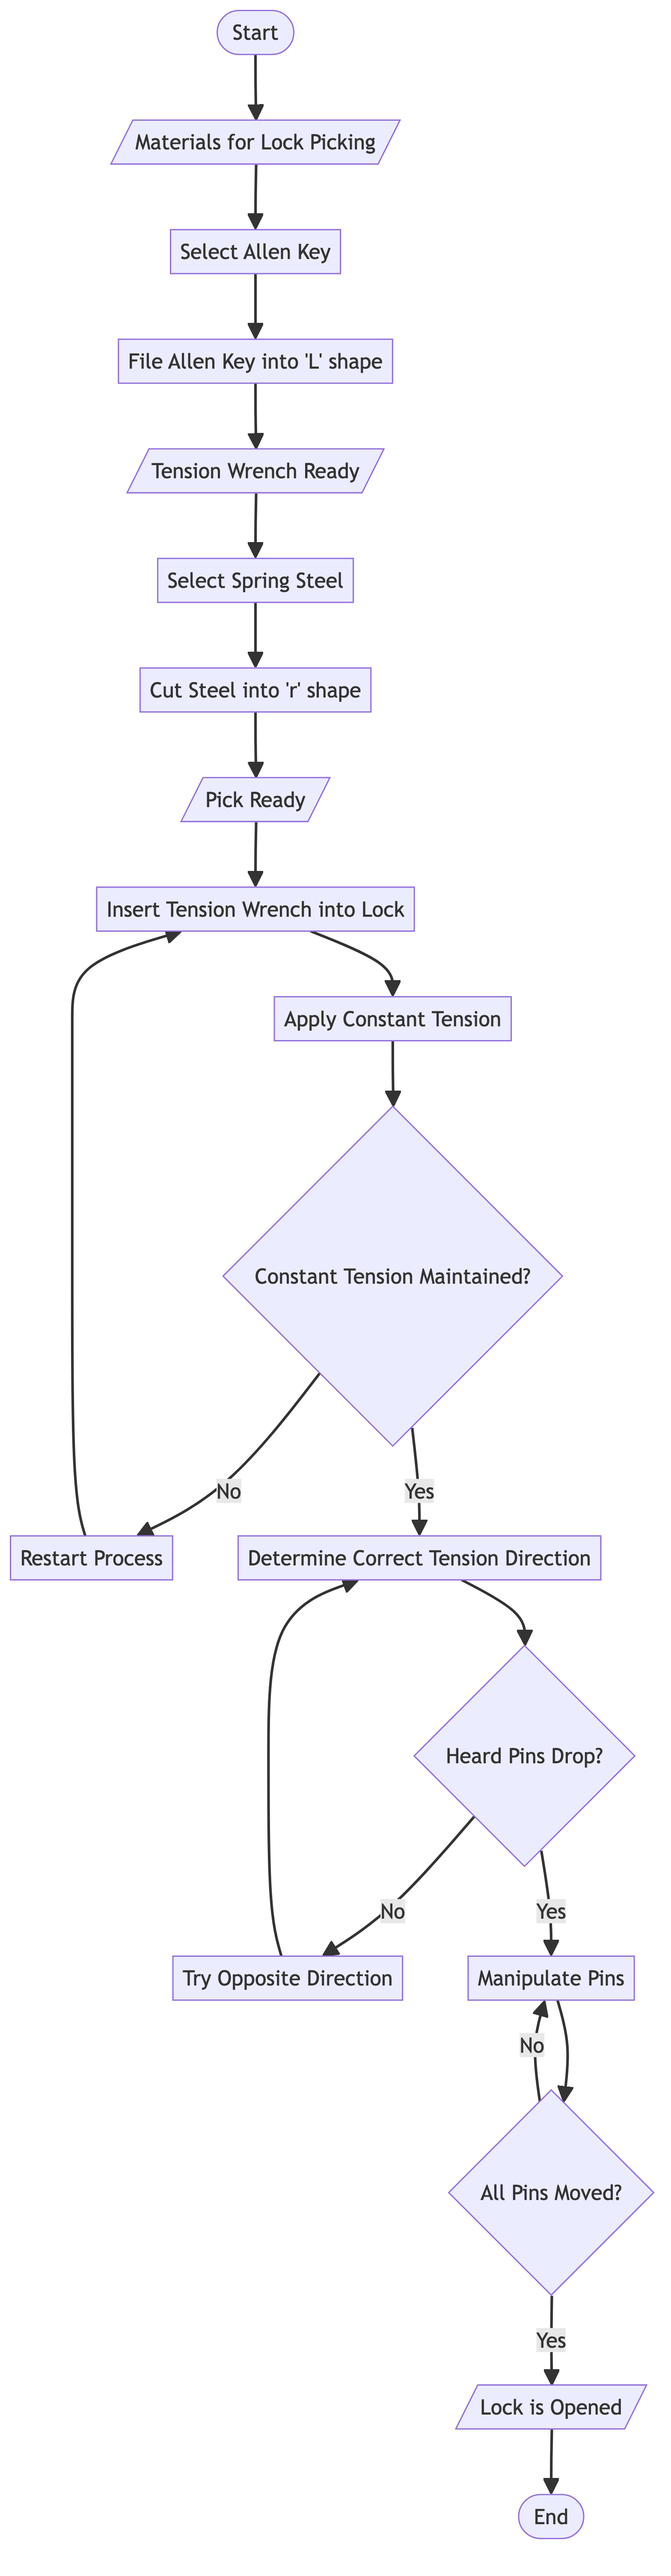 Start
Materials for Lock Picking
Select Allen Key
File Allen Key into 'L' shape
Tension Wrench Ready
Select Spring Steel
Cut Steel into 'r' shape
Pick Ready
Insert Tension Wrench into Lock
Apply Constant Tension
Constant Tension Maintained?
No
Yes
Restart Process
Determine Correct Tension Direction
Heard Pins Drop?
No
Yes
Try Opposite Direction
Manipulate Pins
No
All Pins Moved?
Yes
Lock is Opened
End